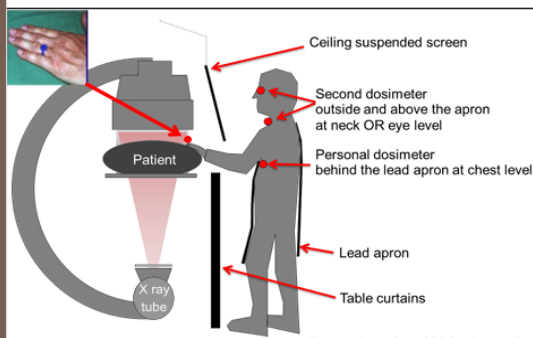 Ceiling suspended screen
Second dosimeter
outside and above the apron
at neck OR eye level
Personal dosimeter
behind the lead apron at chest level
Patient
Lead apron
X ray
tube
Table curtains